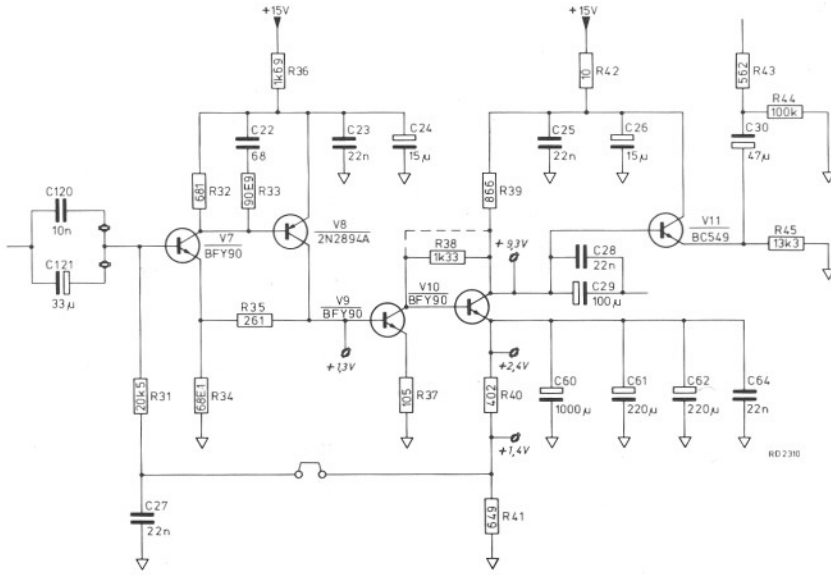 +15V
+15V
1k69
R36
10
R42
562
R43
R44
100k
C22
68
C23
22n
C24
15μ
C25
22n
C26
15μ
C30
47μ
681
R32
90E9
R33
866
R39
C120
10n
V7
BFY90
V8
2N2894A
V11
BC549
R45
13k3
R38
1k33
+9,3V
C121
33μ
C28
22n
V10
BFY90
C29
100μ
R35
261
V9
BFY90
+1,3V
+2,4V
20k5
R31
68E1
R34
105
R37
402
R40
C60
1000μ
C61
220μ
C62
220μ
C64
22n
+1,4V
RD2310
C27
22n
649
R41